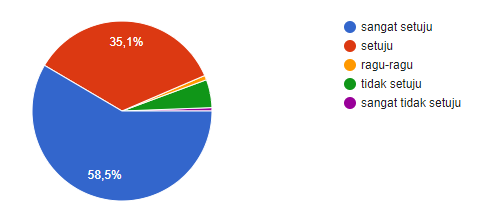 35,1%
58,5%
sangat setuju
setuju
ragu-ragu
tidak setuju
sangat tidak setuju